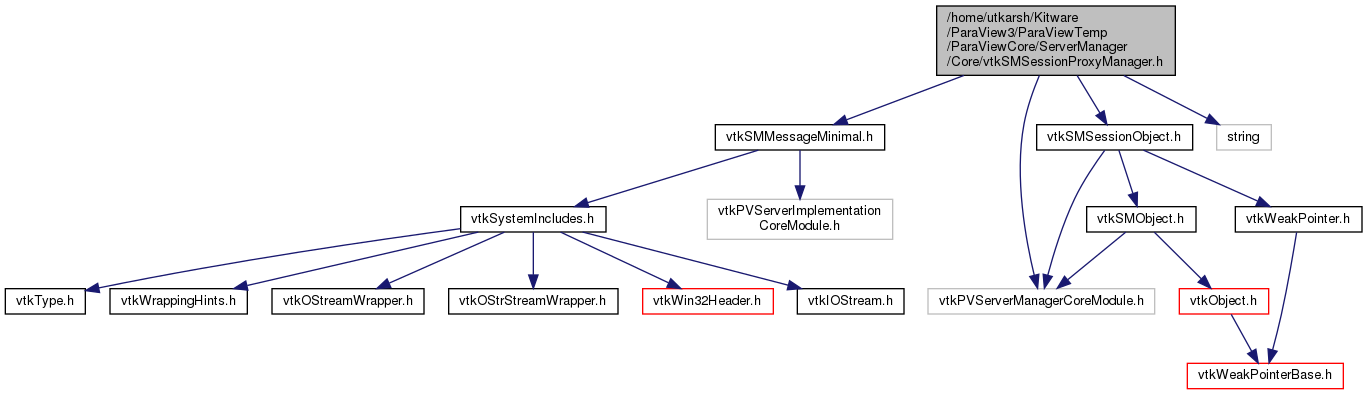 /home/utkarsh/Kitware
/ParaView3/ParaViewTemp
/ParaViewCore/ServerManager
/Core/vtkSMSessionProxyManager.h
vtkSMMessageMinimal.h
vtkSMSessionObject.h
string
vtkSystemIncludes.h
vtkPVServerImplementation
CoreModule.h
vtkSMObject.h
vtkWeakPointer.h
vtkType.h
vtkWrappingHints.h
vtkOStreamWrapper.h
vtkOStrStreamWrapper.h
vtkWin32Header.h
vtkIOStream.h
vtkPVServerManagerCoreModule.h
vtkObject.h
vtkWeakPointerBase.h